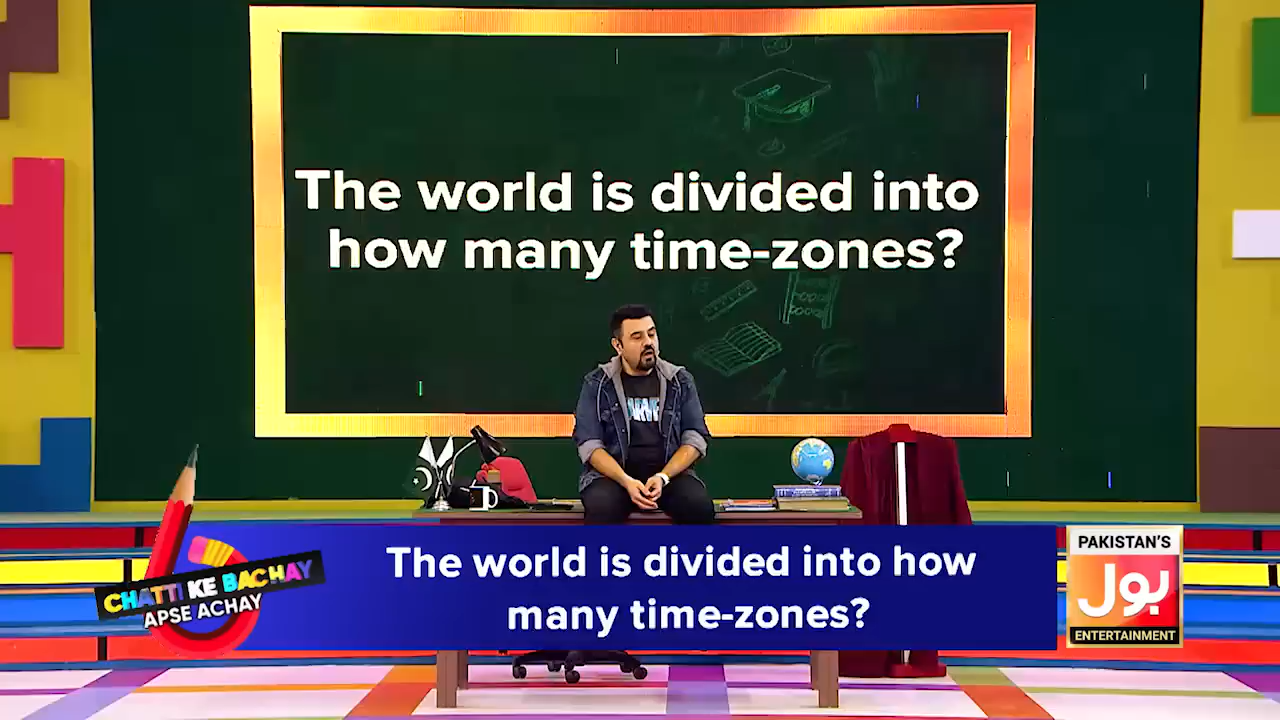 The world is divided into
how many time-zones?
CHATTI KE BACHAY
APSE ACHAY
The world is divided into how
many time-zones?
PAKISTAN'S
بول
ENTERTAINMENT